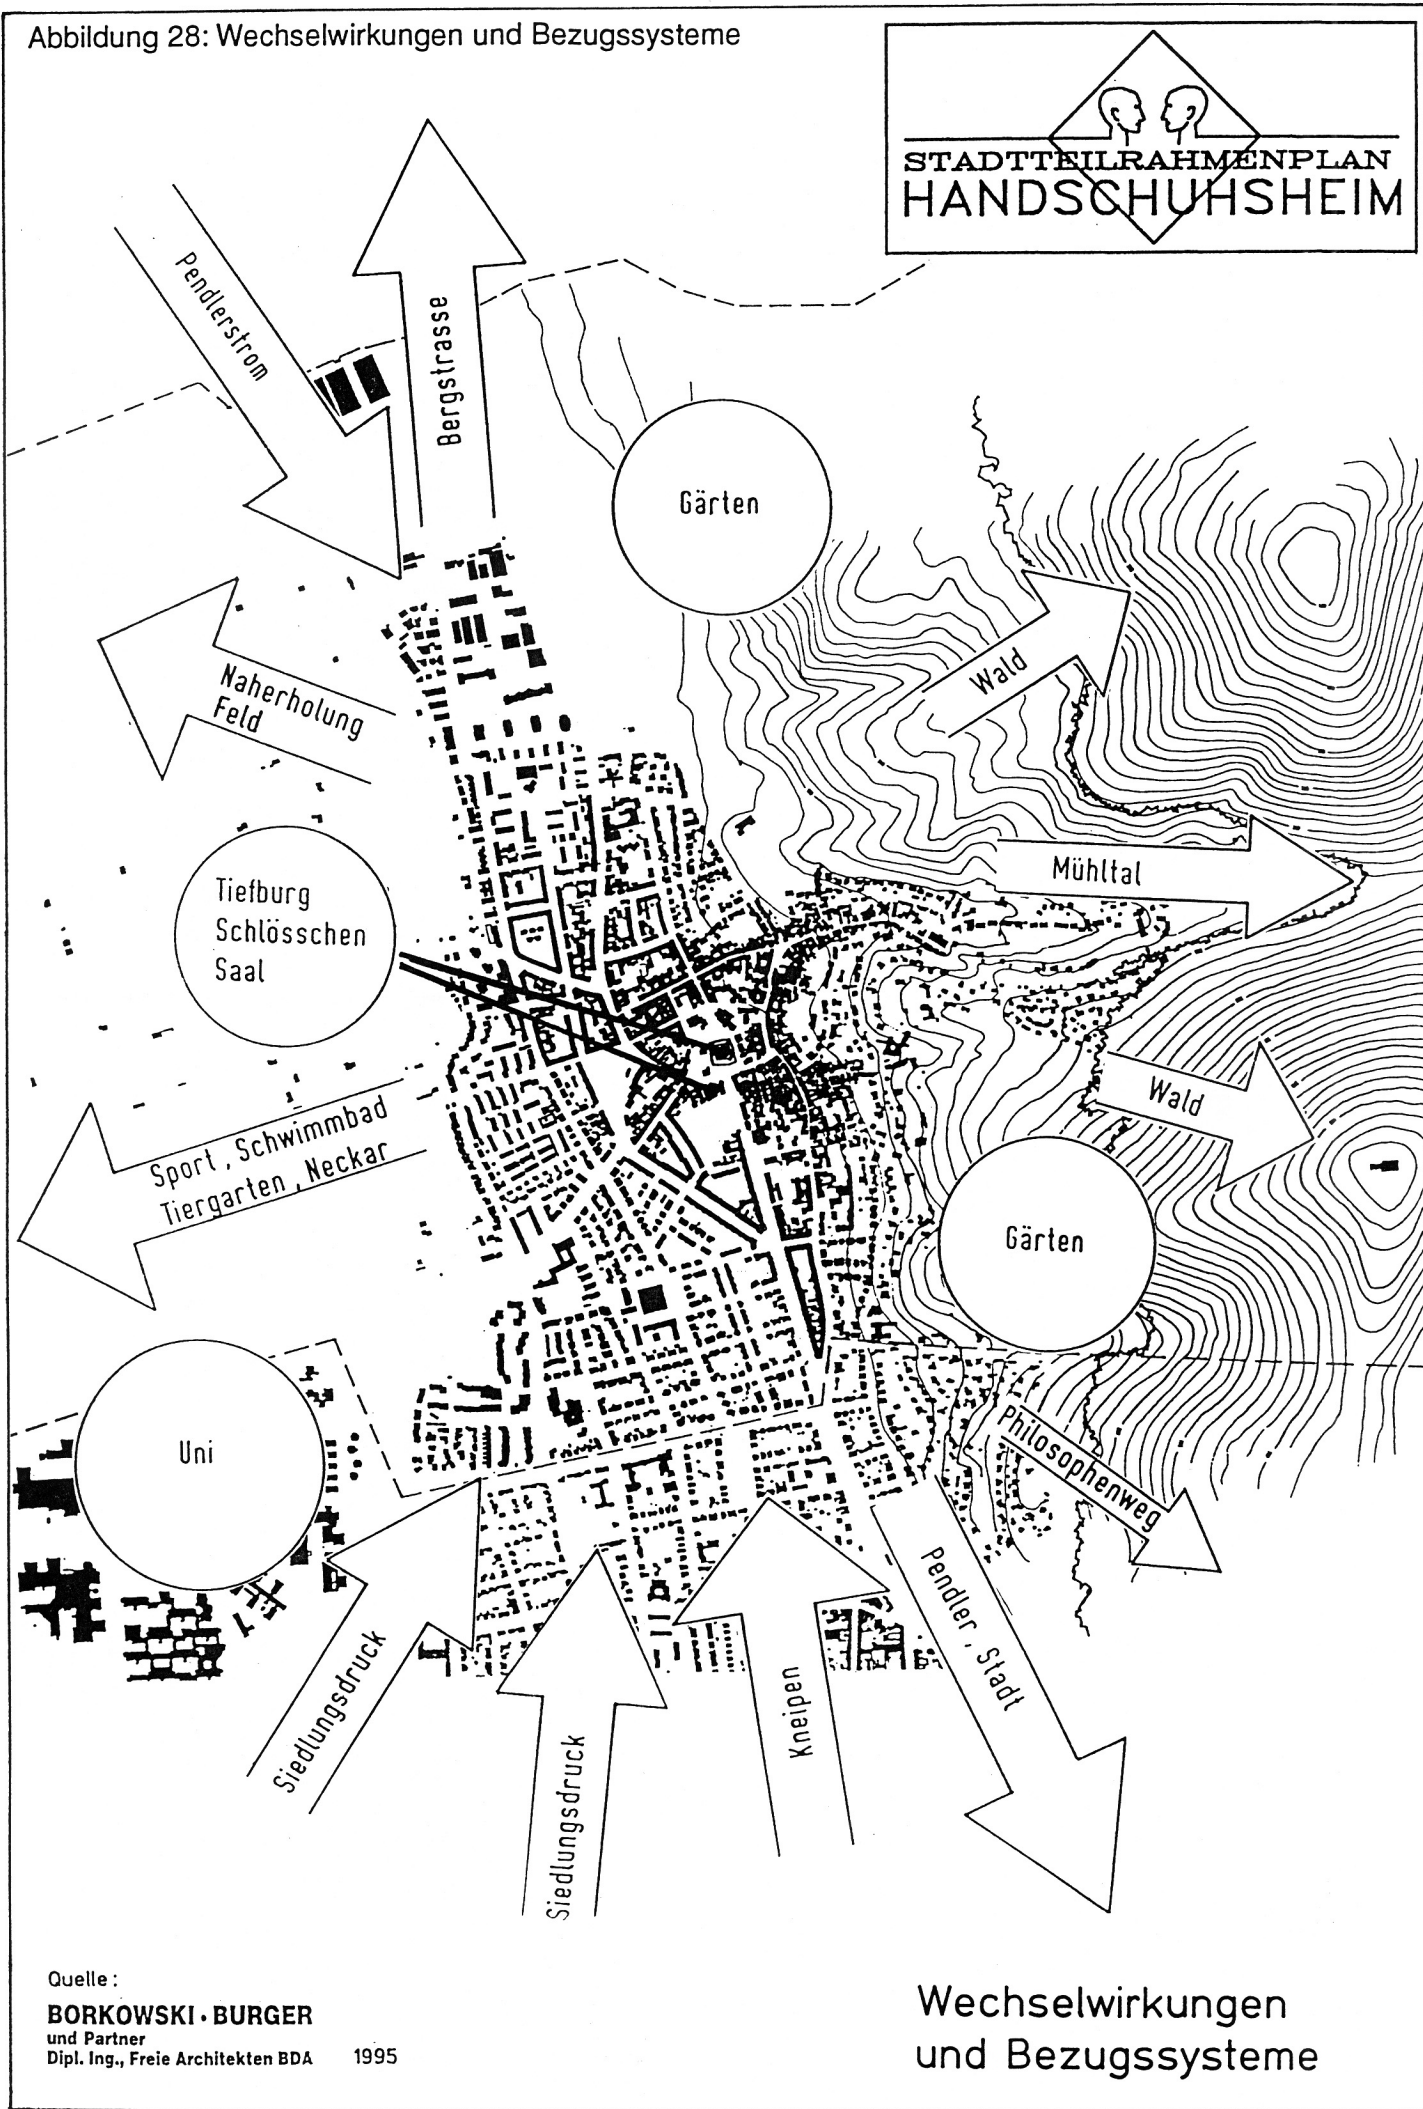 Abbildung 28: Wechselwirkungen und Bezugssysteme
STADTTEILRAHMENPLAN
HANDSCHUHSHEIM
Pendlerstrom
Bergstrasse
Gärten
Wald
Naherholung
Feld
Mühltal
Tiefburg
Schlösschen
Saal
Wald
Sport, Schwimmbad
Tiergarten, Neckar
Gärten
Uni
Philosophenweg
Pendler, Stadt
Siedlungsdruck
Kneipen
Siedlungsdruck
Quelle:
BORKOWSKI • BURGER
und Partner
Dipl. Ing., Freie Architekten BDA 1995
Wechselwirkungen
und Bezugssysteme